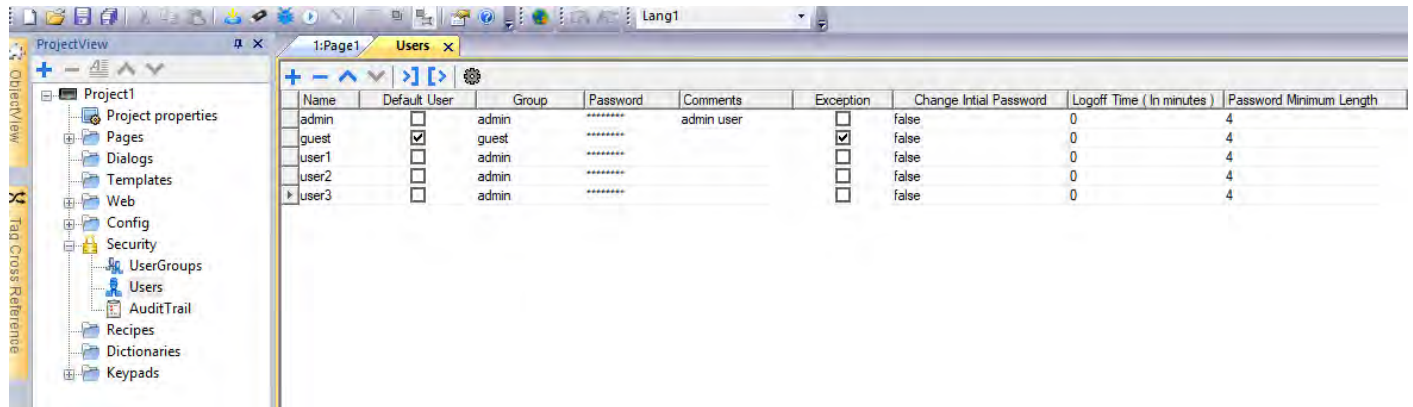 Lang1
ProjectView
1:Page1
Users
ObjectView
Tag Cross Reference
Project1
Project properties
Pages
Dialogs
Templates
Web
Config
Security
UserGroups
Users
AuditTrail
Recipes
Dictionaries
Keypads
Name Default User Group Password Comments Exception Change Intial Password Logoff Time ( In minutes ) Password Minimum Length
admin admin ******** admin user false 0 4
guest guest ******** false 0 4
user1 admin ******** false 0 4
user2 admin ******** false 0 4
user3 admin ******** false 0 4